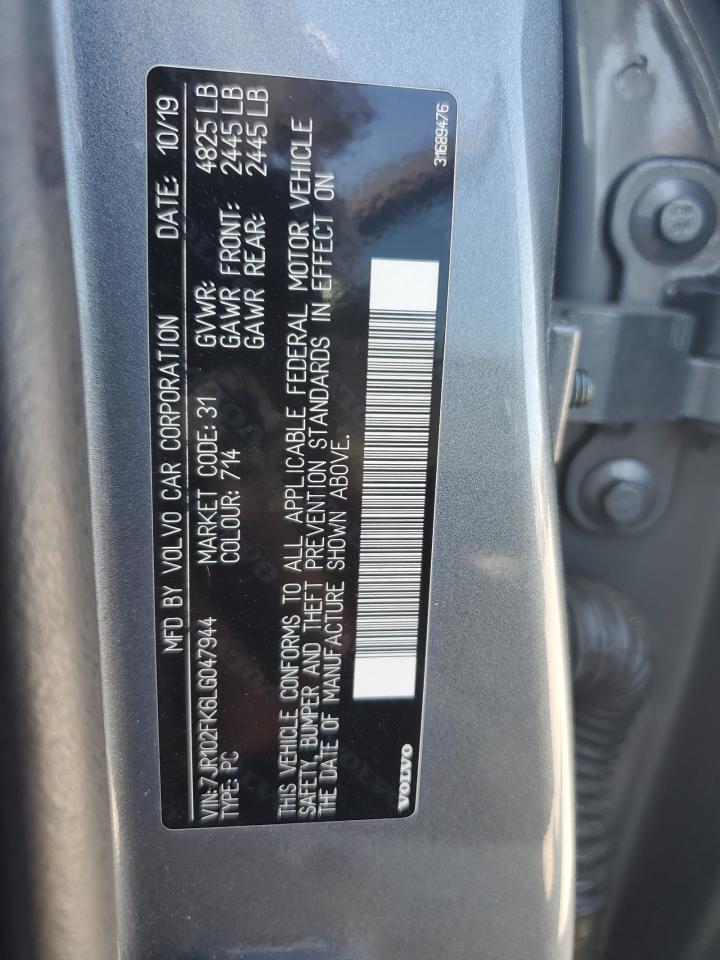 MFD BY VOLVO CAR CORPORATION DATE: 10/19
VIN:7JR102FK6LG047944 MARKET CODE: 31 GVWR: 4825 LB
TYPE: PC COLOUR: 714 GAWR FRONT: 2445 LB
GAWR REAR: 2445 LB
THIS VEHICLE CONFORMS TO ALL APPLICABLE FEDERAL MOTOR VEHICLE
SAFETY, BUMPER AND THEFT PREVENTION STANDARDS IN EFFECT ON
THE DATE OF MANUFACTURE SHOWN ABOVE.
VOLVO 31689476